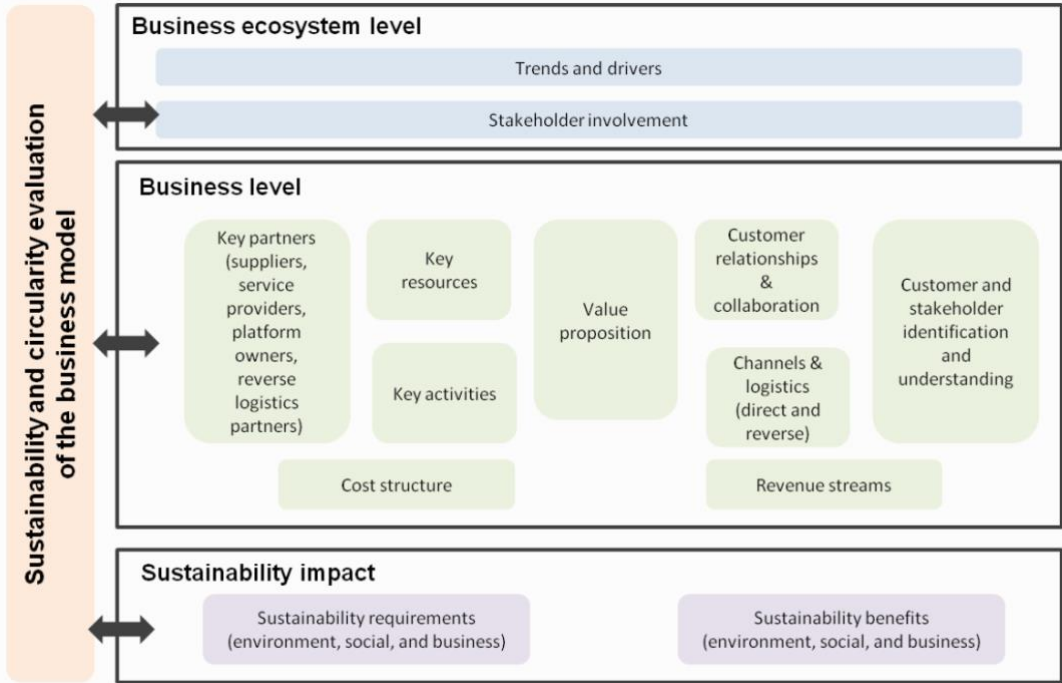 Sustainability and circularity evaluation
of the business model
Business ecosystem level
Trends and drivers
Stakeholder involvement
Business level
Key partners
(suppliers,
service
providers,
platform
owners,
reverse
logistics
partners)
Key
resources
Key activities
Value
proposition
Customer
relationships
&
collaboration
Channels &
logistics
(direct and
reverse)
Customer and
stakeholder
identification
and
understanding
Cost structure
Revenue streams
Sustainability impact
Sustainability requirements
(environment, social, and business)
Sustainability benefits
(environment, social, and business)